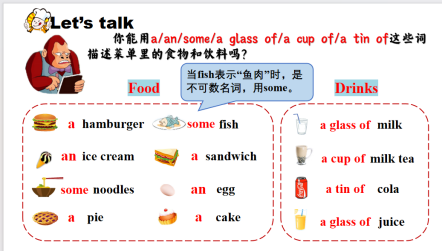 Let's talk
你能用a/an/some/a glass of/a cup of/a tin of这些词
描述菜单里的食物和饮料吗?
当fish表示“鱼肉”时，是
不可数名词，用some。
Food
Drinks
a hamburger some fish
an ice cream a sandwich
some noodles an egg
a pie a cake
a glass of milk
a cup of milk tea
a tin of cola
a glass of juice